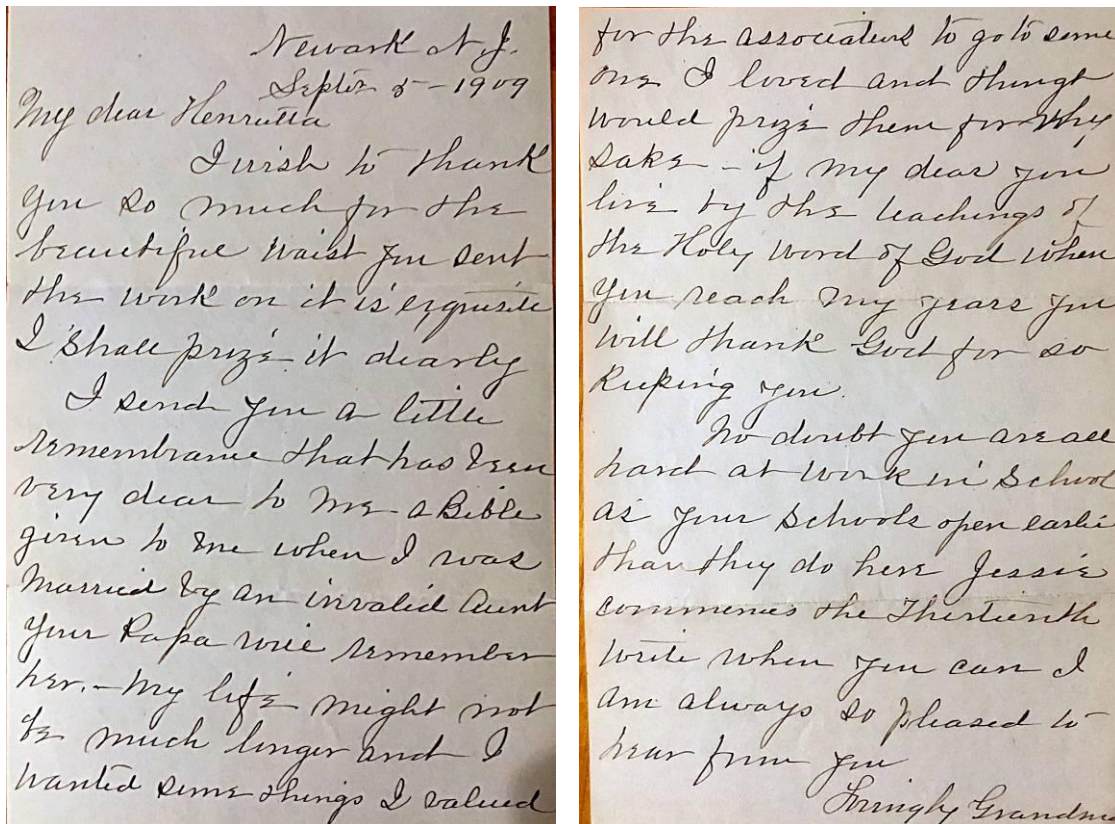 Newark N.J.
Septbr 5 - 1909
My dear Henrietta
I wish to thank
you so much for the
beautiful waist you sent
the work on it is exquisite
I shall prize it dearly
I send you a little
remembrance that has been
very dear to me - a Bible
given to me when I was
married by an invalid Aunt
your Papa will remember
her. - My life might not
be much longer and I
wanted some things I valued
for the associations to go to some
one I loved and thought
would prize them for
sake - if my dear you
live by the teachings of
the Holy word of God when
you reach my years you
will thank God for so
keeping you.
No doubt you are all
hard at work in School
as your Schools open earlie
than they do here Jessie
commences the Thirteenth
write when you can I
am always so pleased to
hear from you
Lovingly Grandma